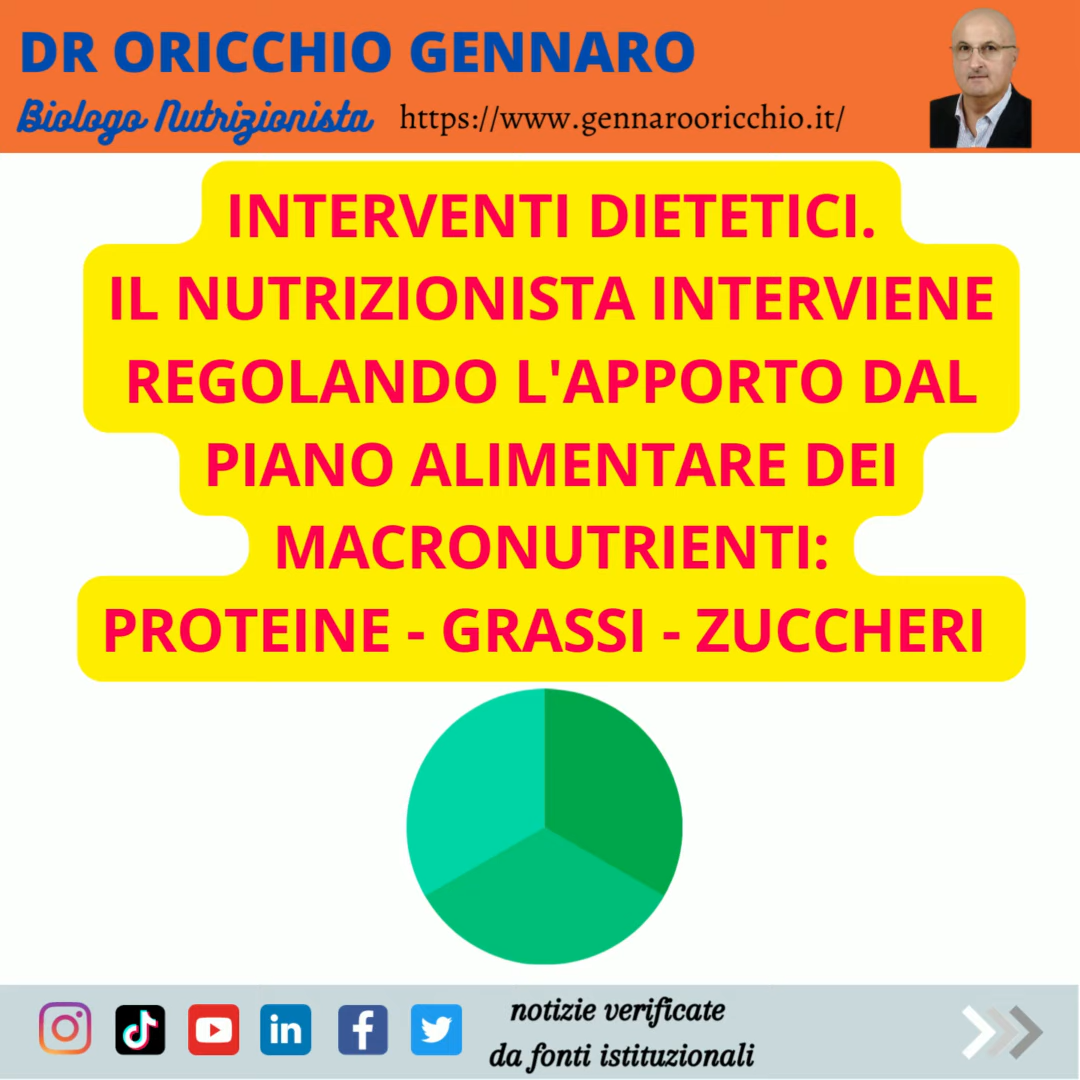 DR ORICCHIO GENNARO
Biologo Nutrizionista https://www.gennarooricchio.it/
INTERVENTI DIETETICI.
IL NUTRIZIONISTA INTERVIENE
REGOLANDO L'APPORTO DAL
PIANO ALIMENTARE DEI
MACRONUTRIENTI:
PROTEINE - GRASSI - ZUCCHERI
notizie verificate
da fonti istituzionali